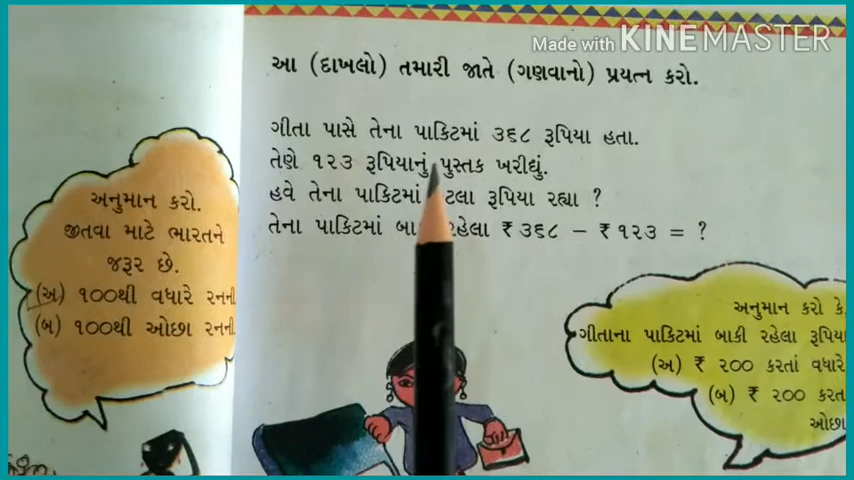 Made with KINEMASTER
આ (દાખલો) તમારી જાતે (ગણવાનો) પ્રયત્ન કરો.
ગીતા પાસે તેના પાકિટમાં ૩૬૮ રૂપિયા હતા.
તેણે ૧૨૩ રૂપિયાનું પુસ્તક ખરીદ્યું.
હવે તેના પાકિટમાં ટલા રૂપિયા રહ્યા ?
તેના પાકિટમાં બા રહેલા ₹ ૩૬૮ – ₹ ૧૨૩ = ?
અનુમાન કરો.
જીતવા માટે ભારતને
જરૂર છે.
(અ) ૧૦૦થી વધારે રનની
(બ) ૧૦૦થી ઓછા રનની
અનુમાન કરો કે
ગીતાના પાકિટમાં બાકી રહેલા રૂપિયા
(અ) ₹ ૨૦૦ કરતાં વધારે
(બ) ₹ ૨૦૦ કરત
ઓછા